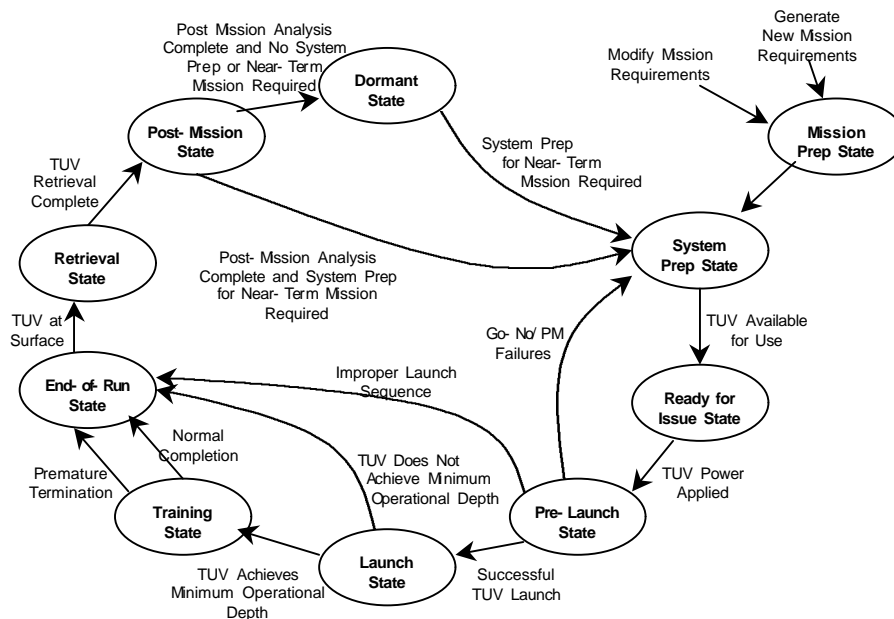 Generate
New Mission
Requirements
Post Mission Analysis
Complete and No System
Prep or Near- Term
Mission Required
Modify Mission
Requirements
Dormant
State
Post- Mission
State
Mission
Prep State
System Prep
for Near- Term
Mssion Required
TUV
Retrieval
Complete
Retrieval
State
System
Prep State
Post- Mssion Analysis
Complete and System Prep
for Near- Term Mission
Required
TUV at
Surface
Go- No/ PM
Failures
TUV Available
for Use
Improper Launch
Sequence
End- of- Run
State
Ready for
Issue State
Normal
Completion
Premature
Termination
TUV Does Not
Achieve Minimum
Operational Depth
TUV Power
Applied
Training
State
Pre- Launch
State
Launch
State
TUV Achieves
Minimum Operational
Depth
Successful
TUV Launch